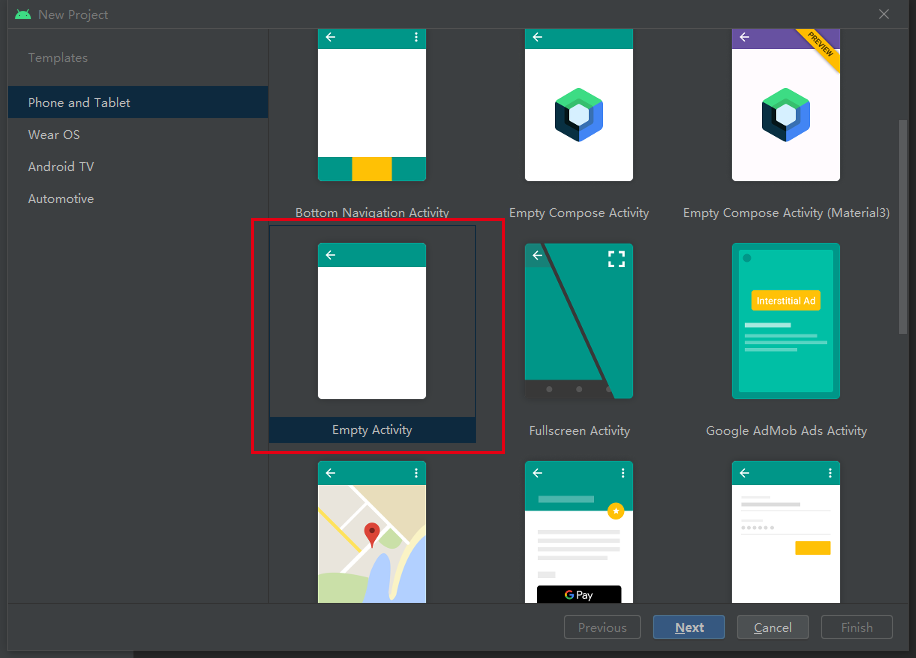 New Project
Templates
Phone and Tablet
Wear OS
Android TV
Automotive
PREVIEW
Bottom Navigation Activity
Empty Compose Activity
Empty Compose Activity (Material3)
Interstitial Ad
Empty Activity
Fullscreen Activity
Google AdMob Ads Activity
G Pay
Previous
Next
Cancel
Finish